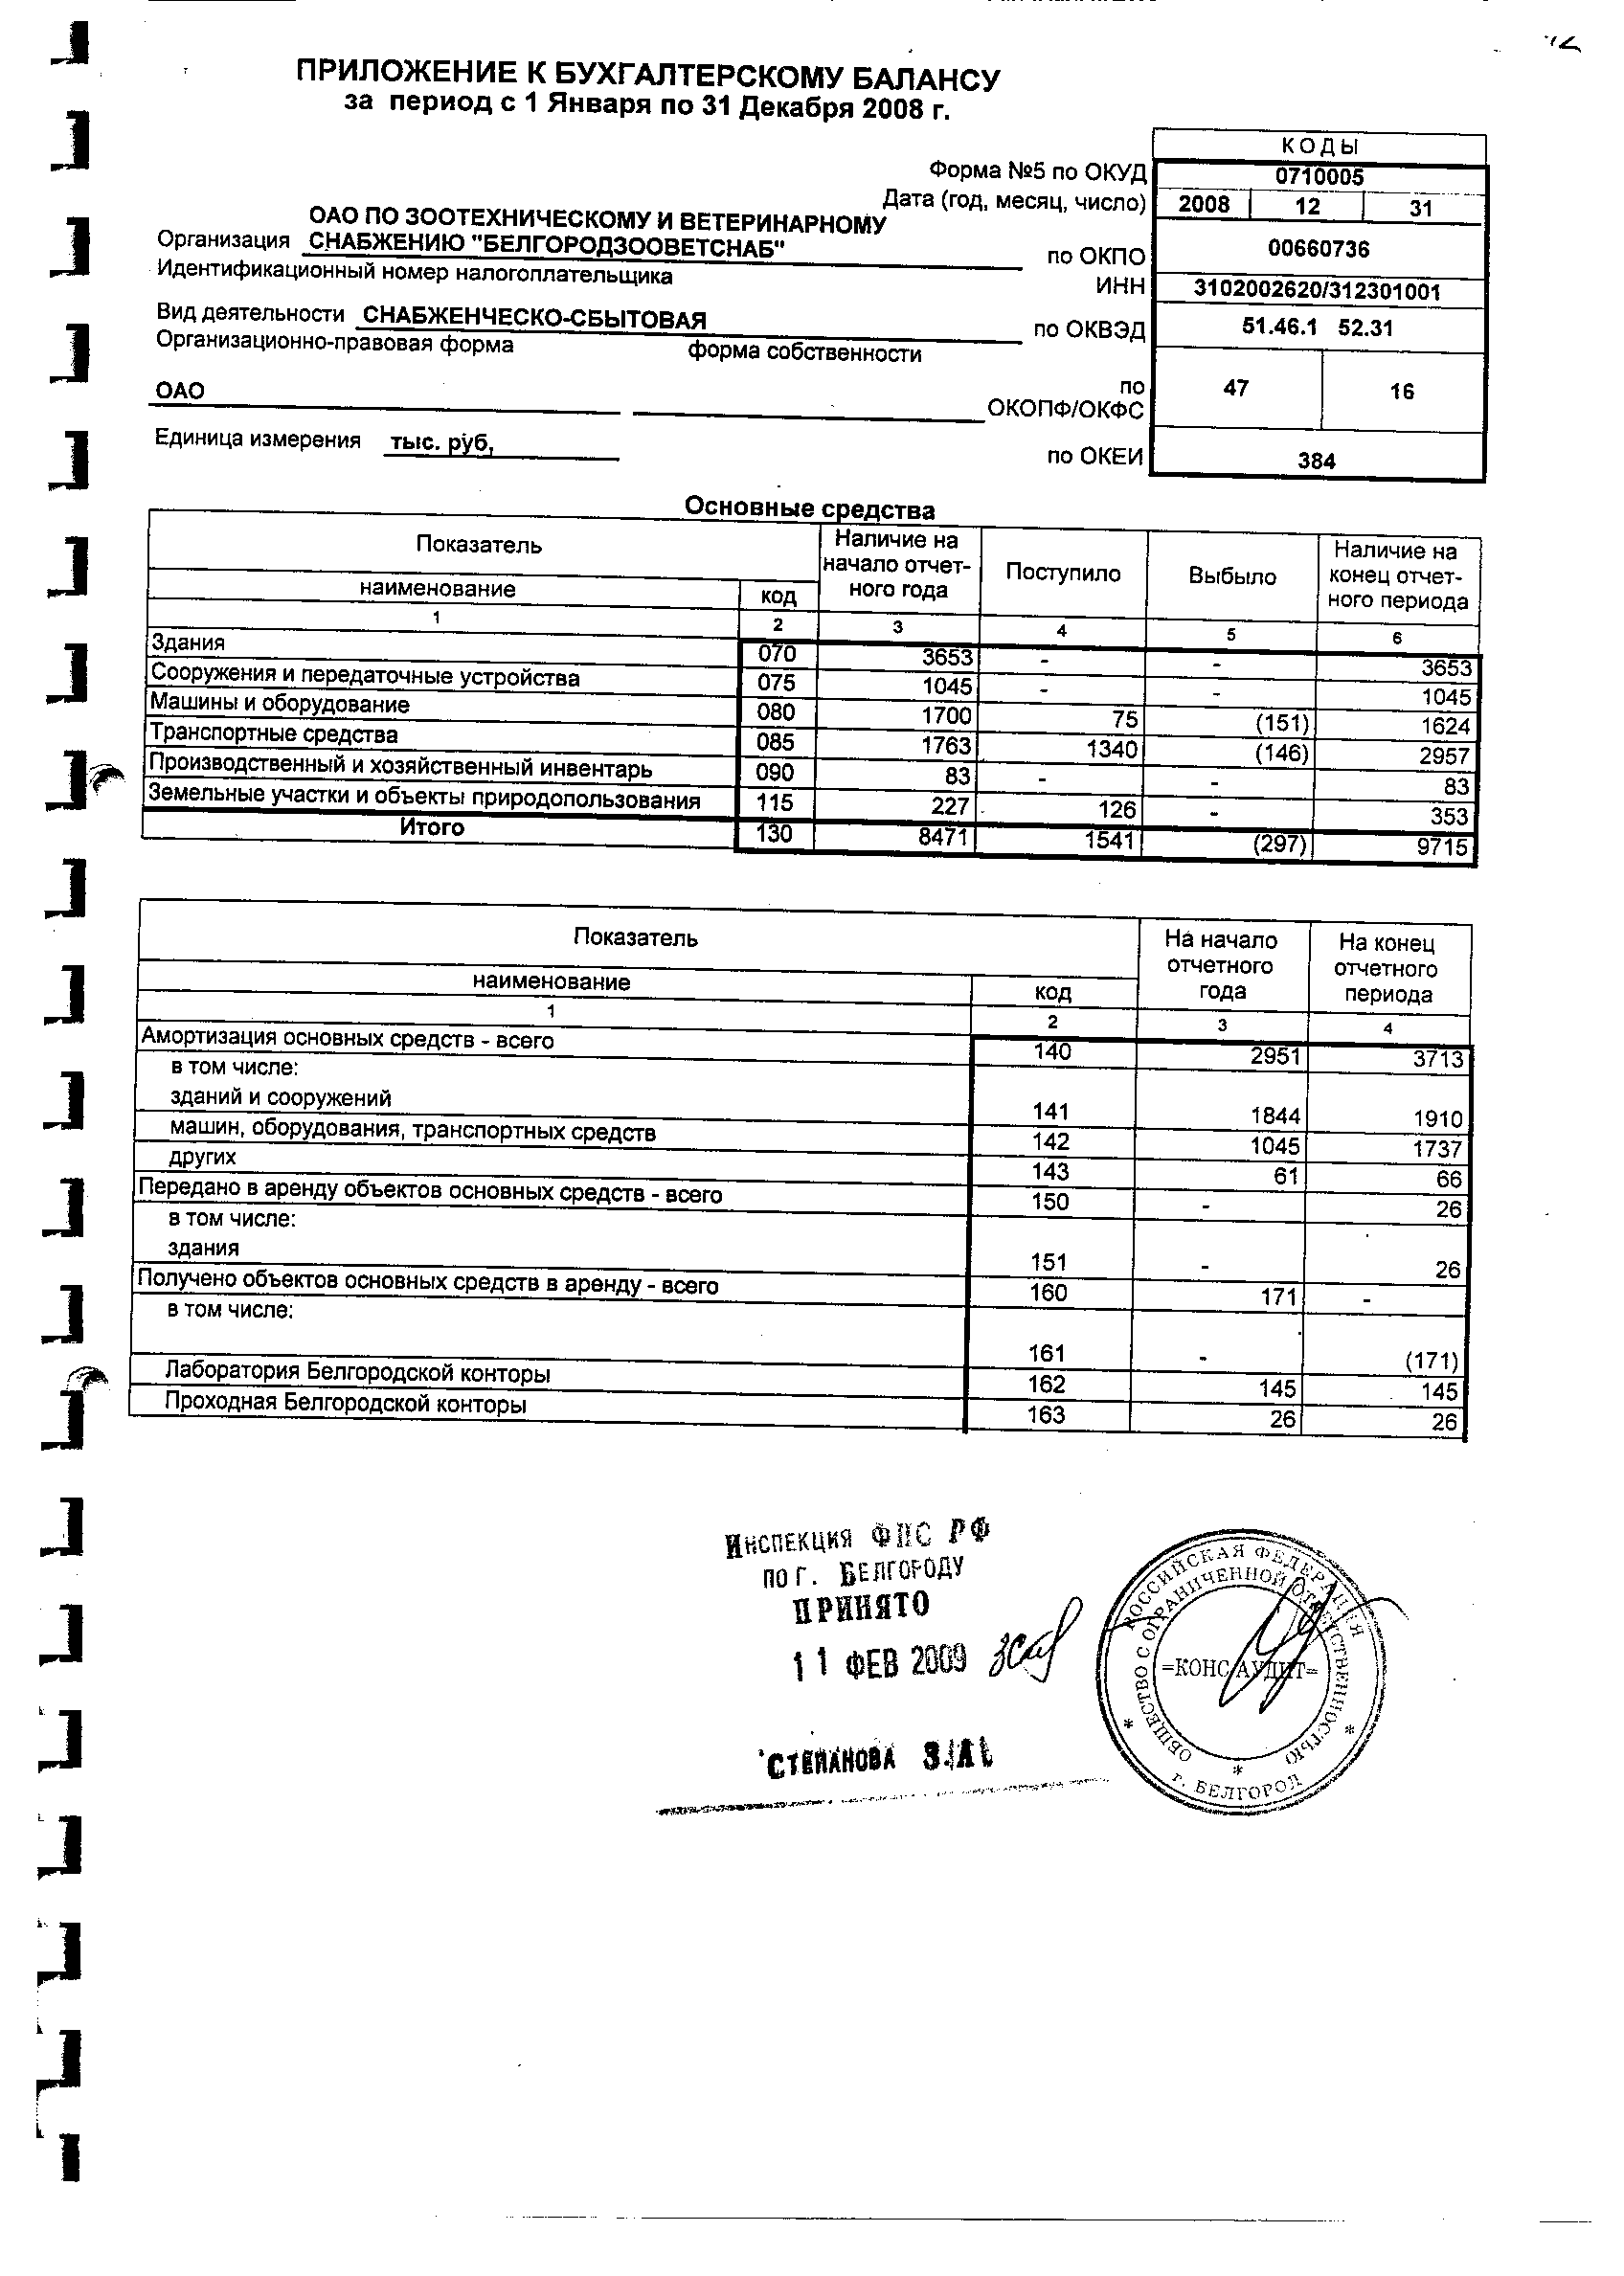 ПРИЛОЖЕНИЕ К БУХГАЛТЕРСКОМУ БАЛАНСУ
за период с 1 Января по 31 Декабря 2008 г.
КОДЫ
Форма №5 по ОКУД 0710005
Дата (год, месяц, число) 2008 12 31
ОАО ПО ЗООТЕХНИЧЕСКОМУ И ВЕТЕРИНАРНОМУ
Организация СНАБЖЕНИЮ "БЕЛГОРОДЗООВЕТСНАБ" по ОКПО 00660736
Идентификационный номер налогоплательщика ИНН 3102002620/312301001
Вид деятельности СНАБЖЕНЧЕСКО-СБЫТОВАЯ по ОКВЭД 51.46.1 52.31
Организационно-правовая форма форма собственности
ОАО по ОКОПФ/ОКФС 47 16
Единица измерения тыс. руб, по ОКЕИ 384
Основные средства
Показатель Наличие на начало отчет-ного года Поступило Выбыло Наличие на конец отчет-ного периода
наименование код
1 2 3 4 5 6
Здания 070 3653 - - 3653
Сооружения и передаточные устройства 075 1045 - - 1045
Машины и оборудование 080 1700 75 (151) 1624
Транспортные средства 085 1763 1340 (146) 2957
Производственный и хозяйственный инвентарь 090 83 - - 83
Земельные участки и объекты природопользования 115 227 126 - 353
Итого 130 8471 1541 (297) 9715
Показатель На начало отчетного года На конец отчетного периода
наименование код
1 2 3 4
Амортизация основных средств - всего 140 2951 3713
в том числе:
зданий и сооружений 141 1844 1910
машин, оборудования, транспортных средств 142 1045 1737
других 143 61 66
Передано в аренду объектов основных средств - всего 150 - 26
в том числе:
здания 151 - 26
Получено объектов основных средств в аренду - всего 160 171 -
в том числе:
161 - (171)
Лаборатория Белгородской конторы 162 145 145
Проходная Белгородской конторы 163 26 26
ИНСПЕКЦИЯ ФНС РФ
ПО Г. БЕЛГОРОДУ
ПРИНЯТО
11 ФЕВ 2009
СТЕПАНОВА
РОССИЙСКАЯ ФЕДЕРАЦИЯ
ОБЩЕСТВО С ОГРАНИЧЕННОЙ ОТВЕТСТВЕННОСТЬЮ
=КОНСАУДИТ=
г. БЕЛГОРОД